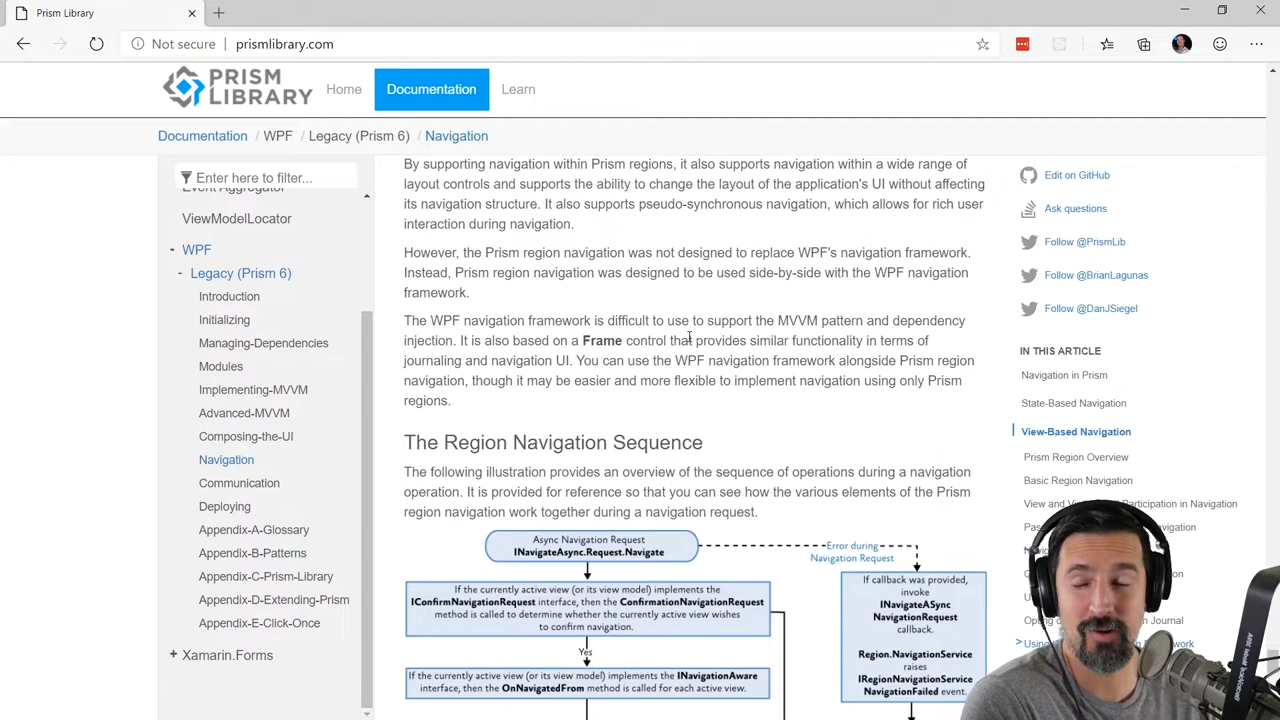 Prism Library
Not secure
prismlibrary.com
PRISM
LIBRARY
Home
Documentation
Learn
Documentation / WPF / Legacy (Prism 6) / Navigation
Enter to filter...
Event Aggregator
ViewModelLocator
- WPF
- Legacy (Prism 6)
Introduction
Initializing
Managing-Dependencies
Modules
Implementing-MVVM
Advanced-MVVM
Composing-the-UI
Navigation
Communication
Deploying
Appendix-A-Glossary
Appendix-B-Patterns
Appendix-C-Prism-Library
Appendix-D-Extending-Prism
Appendix-E-Click-Once
+ Xamarin.Forms
By supporting navigation within Prism regions, it also supports navigation within a wide range of
layout controls and supports the ability to change the layout of the application's UI without affecting
its navigation structure. It also supports pseudo-synchronous navigation, which allows for rich user
interaction during navigation.
However, the Prism region navigation was not designed to replace WPF's navigation framework.
Instead, Prism region navigation was designed to be used side-by-side with the WPF navigation
framework.
The WPF navigation framework is difficult to use to support the MVVM pattern and dependency
injection. It is also based on a Frame control that provides similar functionality in terms of
journaling and navigation UI. You can use the WPF navigation framework alongside Prism region
navigation, though it may be easier and more flexible to implement navigation using only Prism
regions.
The Region Navigation Sequence
The following illustration provides an overview of the sequence of operations during a navigation
operation. It is provided for reference so that you can see how the various elements of the Prism
region navigation work together during a navigation request.
Async Navigation Request
INavigateAsync.Request.Navigate
Error during
Navigation Request
If the currently active view (or its view model) implements the
IConfirmNavigationRequest interface, then the ConfirmationNavigationRequest
method is called to determine whether the currently active view wishes
to confirm navigation.
Yes
If the currently active view (or its view model) implements the INavigationAware
interface, then the OnNavigatedFrom method is called for each active view.
If callback was provided,
invoke
INavigateASync
NavigationRequest
callback.
Region.NavigationService
raises
IRegionNavigationService
NavigationFailed event.
Edit on GitHub
Ask questions
Follow @PrismLib
Follow @BrianLagunas
Follow @DanJSiegel
IN THIS ARTICLE
Navigation in Prism
State-Based Navigation
View-Based Navigation
Prism Region Overview
Basic Region Navigation
View and Participation in Navigation
Navigation
Journal